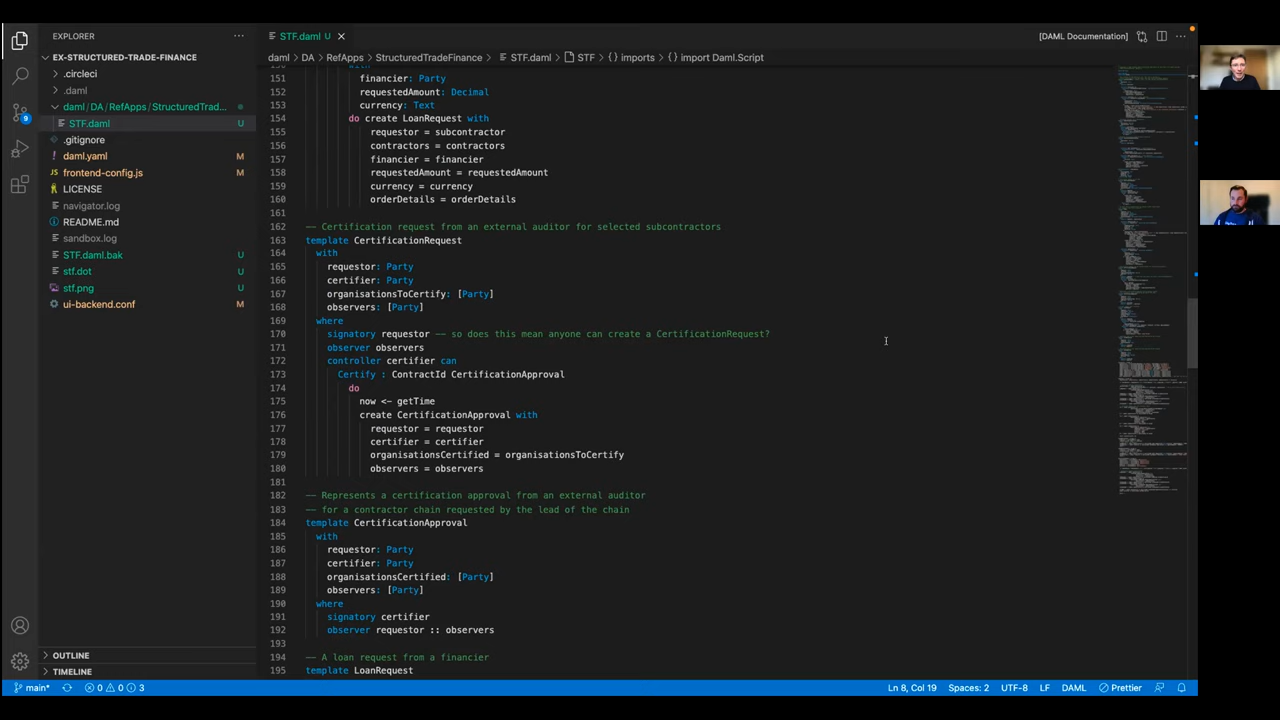 EXPLORER
EX-STRUCTURED-TRADE-FINANCE
.circleci
.daml
daml/DA/RefApps/StructuredTrad...
STF.daml U
.gitignore
daml.yaml M
frontend-config.js M
LICENSE
navigator.log
README.md
sandbox.log
STF.daml.bak U
stf.dot U
stf.png U
ui-backend.conf M
OUTLINE
TIMELINE
9
STF.daml U
[DAML Documentation]
daml > DA > RefApps > StructuredTradeFinance > STF.daml > STF > {} imports > {} import Daml.Script
151 financier: Party
152 requestedAmount: Decimal
153 currency: Text
154 do create LoanRequest with
155 requestor = subcontractor
156 contractors = contractors
157 financier = financier
158 requestedAmount = requestedAmount
159 currency = currency
160 orderDetails = orderDetails
161
162 -- Certification request from an external auditor for selected subcontractors
163 template CertificationRequest
164 with
165 requestor: Party
166 certifier: Party
167 organisationsToCertify: [Party]
168 observers: [Party]
169 where
170 signatory requestor -- so does this mean anyone can create a CertificationRequest?
171 observer observers
172 controller certifier can
173 Certify : ContractId CertificationApproval
174 do
175 now <- getTime
176 create CertificationApproval with
177 requestor = requestor
178 certifier = certifier
179 organisationsCertified = organisationsToCertify
180 observers = observers
181
182 -- Represents a certification approval from an external auditor
183 -- for a contractor chain requested by the lead of the chain
184 template CertificationApproval
185 with
186 requestor: Party
187 certifier: Party
188 organisationsCertified: [Party]
189 observers: [Party]
190 where
191 signatory certifier
192 observer requestor :: observers
193
194 -- A loan request from a financier
195 template LoanRequest
main* 0 0 3 Ln 8, Col 19 Spaces: 2 UTF-8 LF DAML Prettier